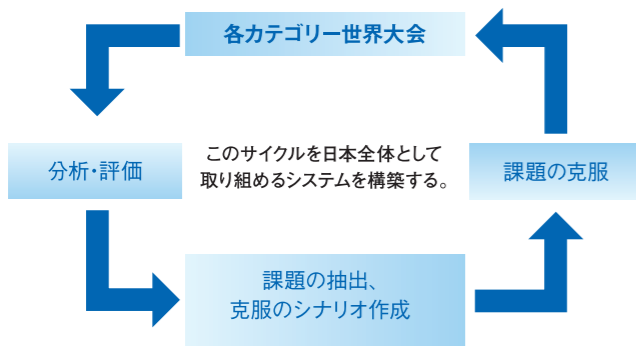 各カテゴリー世界大会
分析・評価
このサイクルを日本全体として
取り組めるシステムを構築する。
課題の克服
課題の抽出、
克服のシナリオ作成